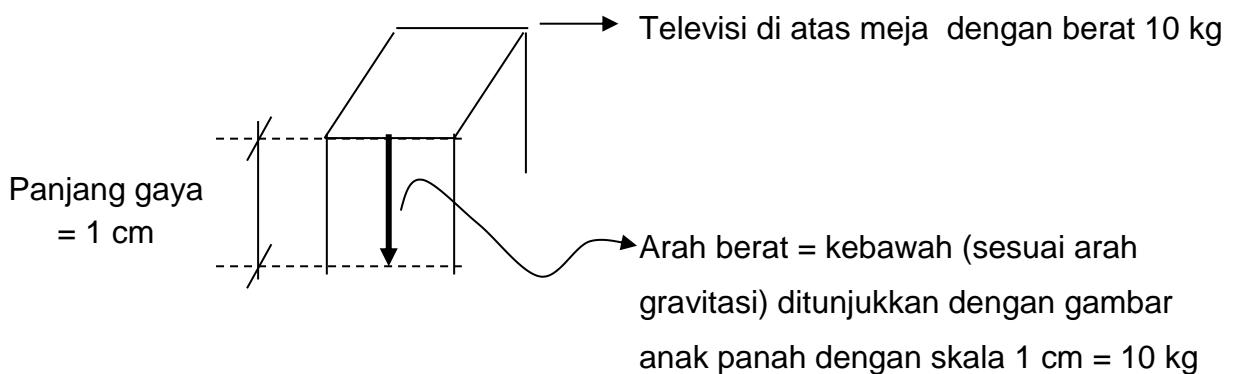 Televisi di atas meja dengan berat 10 kg
Panjang gaya
= 1 cm
Arah berat = kebawah (sesuai arah
gravitasi) ditunjukkan dengan gambar
anak panah dengan skala 1 cm = 10 kg